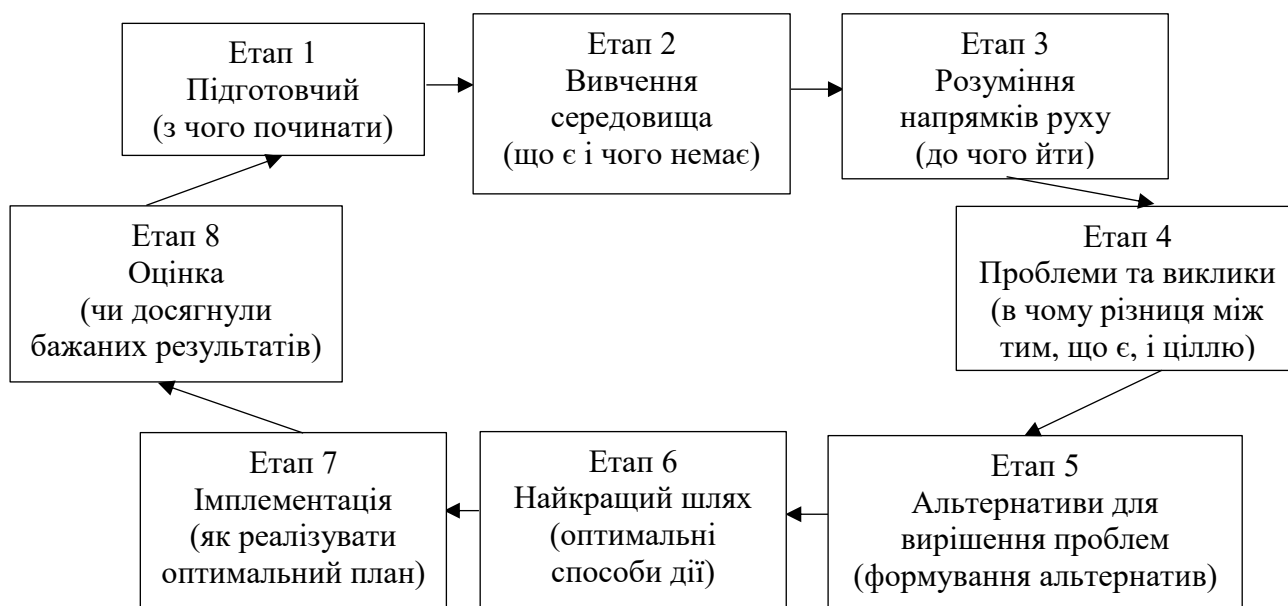 Етап 1
Підготовчий
(з чого починати)
Етап 2
Вивчення
середовища
(що є і чого немає)
Етап 3
Розуміння
напрямків руху
(до чого йти)
Етап 4
Проблеми та виклики
(в чому різниця між
тим, що є, і ціллю)
Етап 5
Альтернативи для
вирішення проблем
(формування альтернатив)
Етап 6
Найкращий шлях
(оптимальні
способи дії)
Етап 7
Імплементація
(як реалізувати
оптимальний план)
Етап 8
Оцінка
(чи досягнули
бажаних результатів)